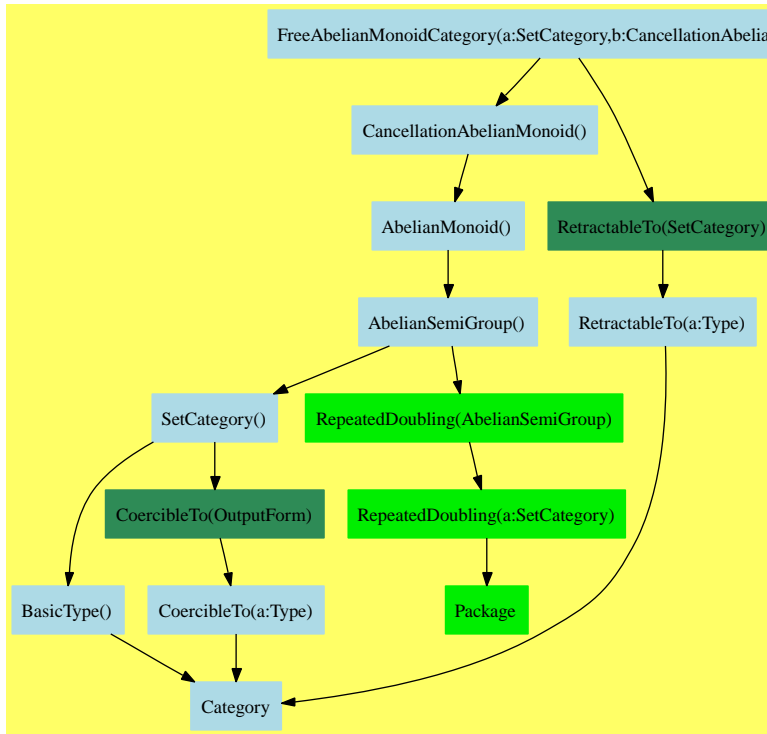 FreeAbelianMonoidCategory(a:SetCategory,b:CancellationAbelia
CancellationAbelianMonoid()
AbelianMonoid()
RetractableTo(SetCategory)
AbelianSemiGroup()
RetractableTo(a:Type)
SetCategory()
RepeatedDoubling(AbelianSemiGroup)
CoercibleTo(OutputForm)
RepeatedDoubling(a:SetCategory)
BasicType()
CoercibleTo(a:Type)
Package
Category